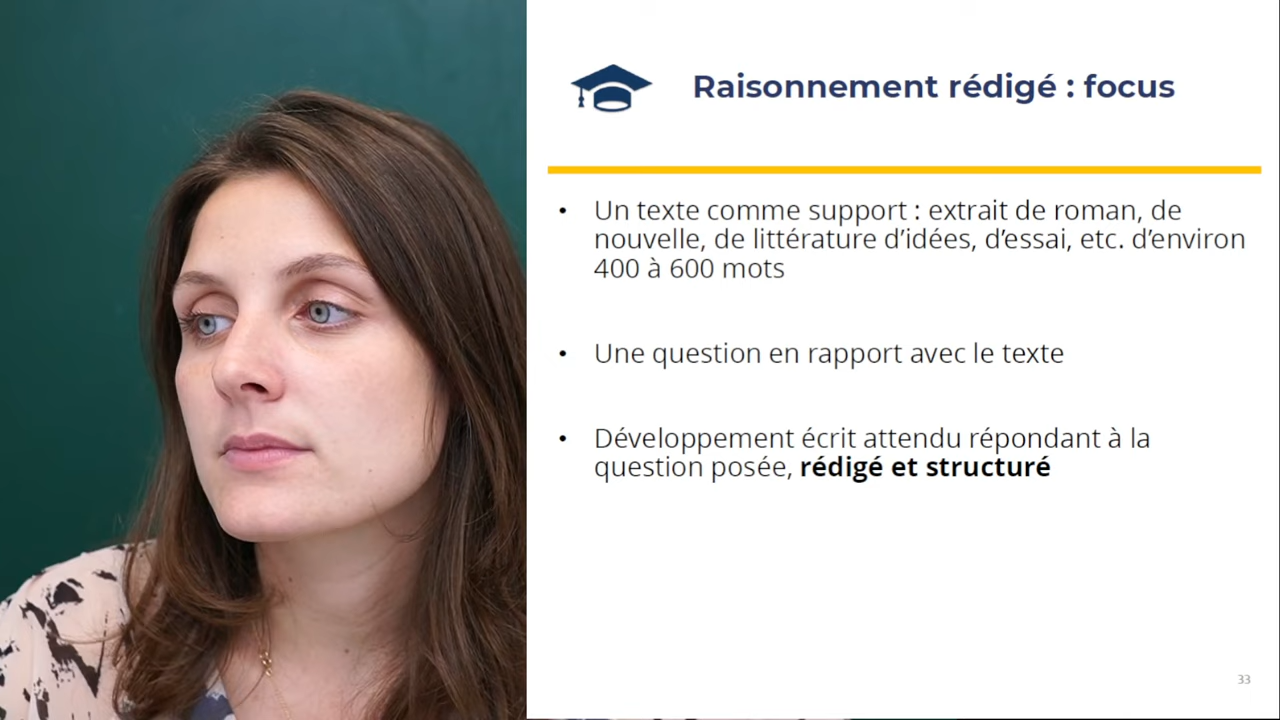 Raisonnement rédigé : focus
• Un texte comme support : extrait de roman, de
nouvelle, de littérature d’idées, d’essai, etc. d’environ
400 à 600 mots
• Une question en rapport avec le texte
• Développement écrit attendu répondant à la
question posée, rédigé et structuré
33